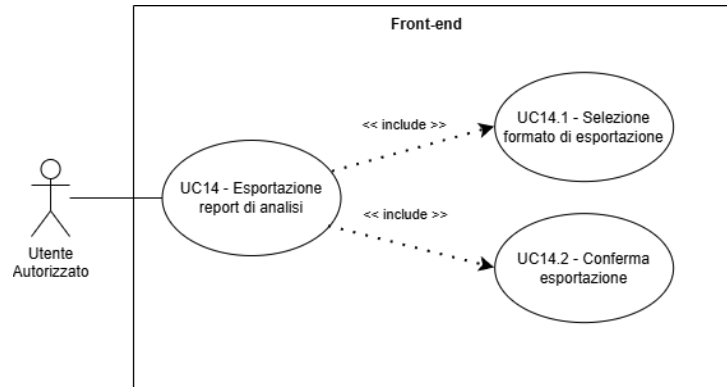 Front-end
<< include >>
UC14.1 - Selezione
formato di esportazione
UC14 - Esportazione
report di analisi
<< include >>
UC14.2 - Conferma
esportazione
Utente
Autorizzato